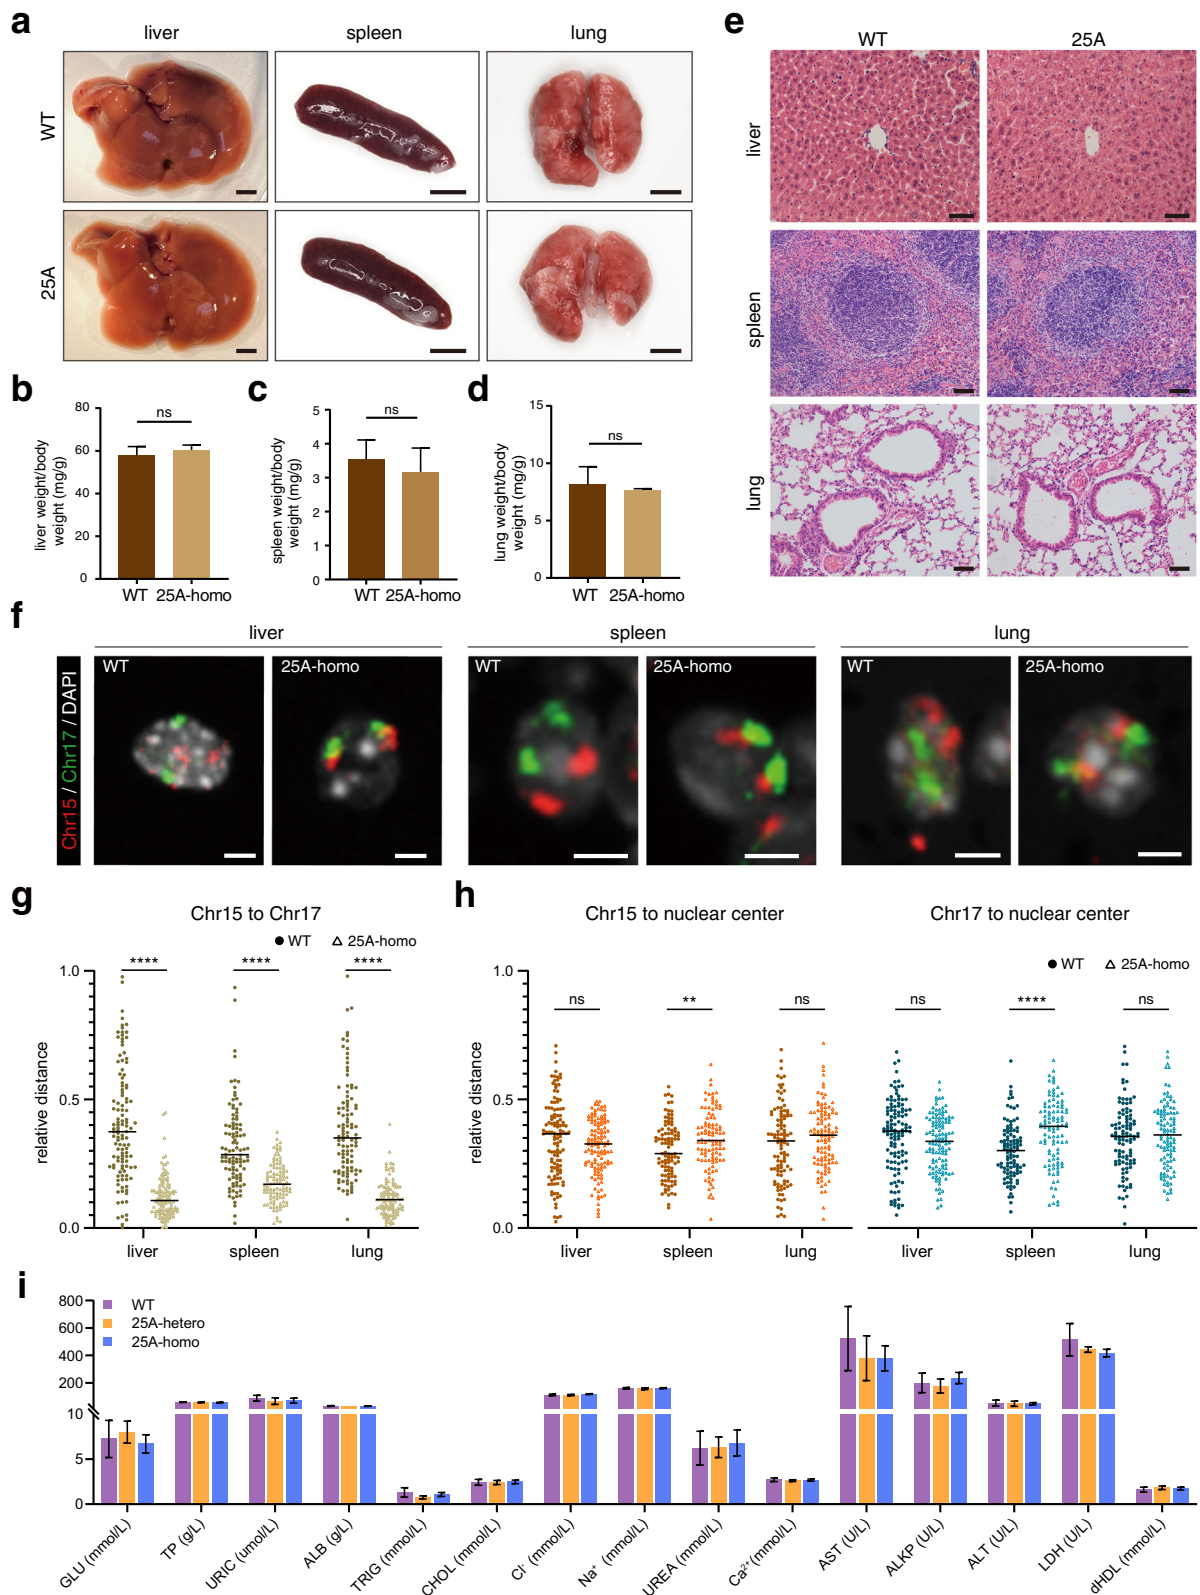 a
liver spleen lung
WT
25A
b
liver weight/body
weight (mg/g)
80
60
40
20
0
ns
WT 25A-homo
c
spleen weight/body
weight (mg/g)
5
4
3
2
1
0
ns
WT 25A-homo
d
lung weight/body
weight (mg/g)
15
10
5
0
ns
WT 25A-homo
e
WT 25A
liver
spleen
lung
f
liver spleen lung
Chr15 / Chr17 / DAPI
WT 25A-homo WT 25A-homo WT 25A-homo
g
Chr15 to Chr17
WT 25A-homo
**** **** ****
relative distance
1.0
0.5
0.0
liver spleen lung
h
Chr15 to nuclear center Chr17 to nuclear center
WT 25A-homo
ns ** ns ns **** ns
relative distance
1.0
0.5
0.0
liver spleen lung liver spleen lung
i
WT
25A-hetero
25A-homo
800
600
400
200
10
5
0
GLU (mmol/L)
TP (g/L)
URIC (umol/L)
ALB (g/L)
TRIG (mmol/L)
CHOL (mmol/L)
Cl⁻ (mmol/L)
Na⁺ (mmol/L)
UREA (mmol/L)
Ca²⁺(mmol/L)
AST (U/L)
ALKP (U/L)
ALT (U/L)
LDH (U/L)
dHDL (mmol/L)